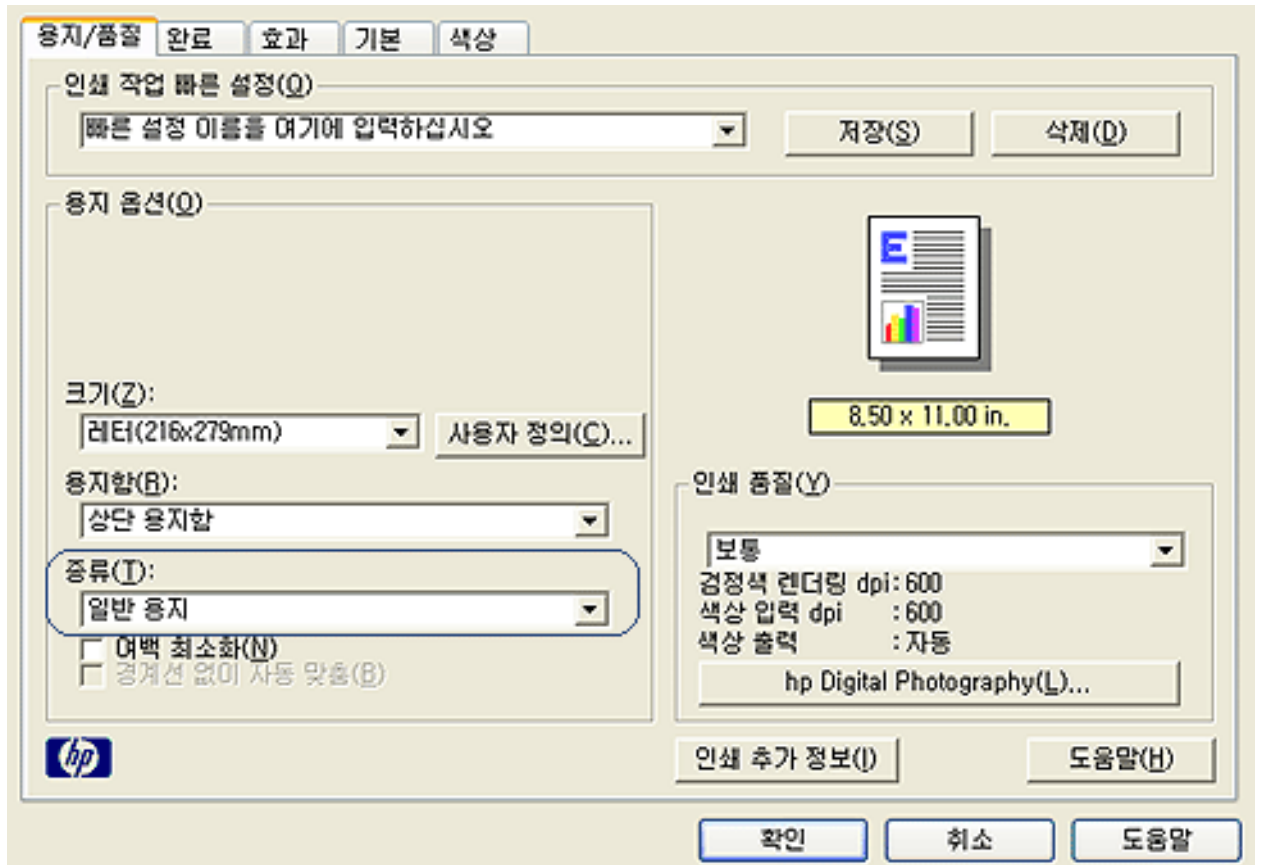 용지/품질 완료 효과 기본 색상
인쇄 작업 빠른 설정(Q)
빠른 설정 이름을 여기에 입력하십시오 저장(S) 삭제(D)
용지 옵션(O)
E
크기(Z):
레터(216x279mm) 사용자 정의(C)...
8.50 x 11.00 in.
용지함(R):
상단 용지함
인쇄 품질(Y)
보통
종류(T):
일반 용지
검정색 렌더링 dpi: 600
색상 입력 dpi : 600
색상 출력 : 자동
여백 최소화(N)
경계선 없이 자동 맞춤(B)
hp Digital Photography(L)...
hp
인쇄 추가 정보(I) 도움말(H)
확인 취소 도움말